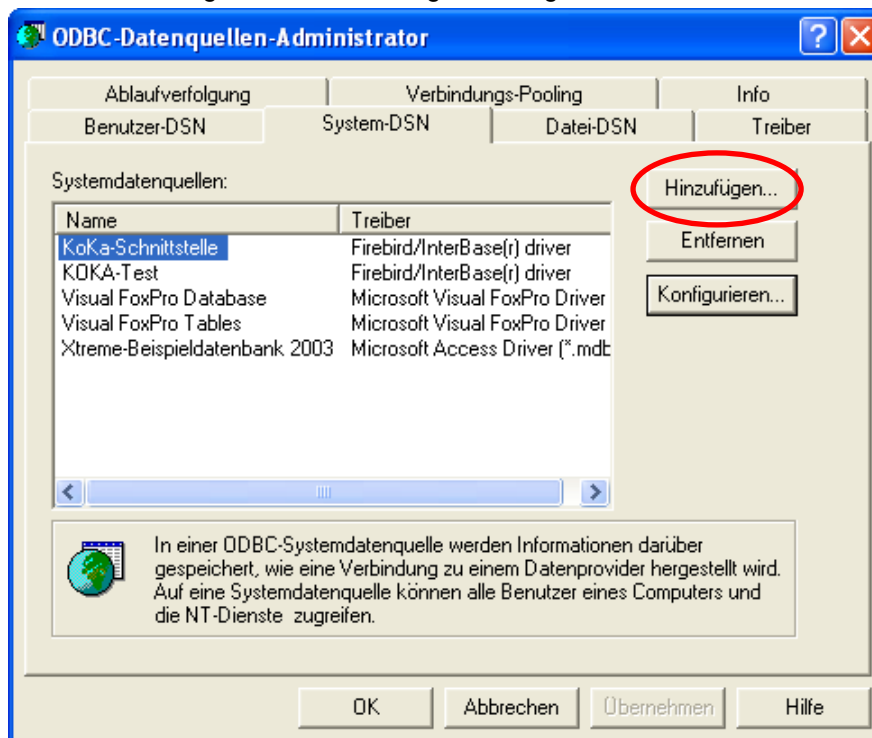 ODBC-Datenquellen-Administrator
Ablaufverfolgung Verbindungs-Pooling Info
Benutzer-DSN System-DSN Datei-DSN Treiber
Systemdatenquellen:
Hinzufügen...
Name Treiber
KoKa-Schnittstelle Firebird/InterBase(r) driver
Entfernen
KOKA-Test Firebird/InterBase(r) driver
Visual FoxPro Database Microsoft Visual FoxPro Driver
Konfigurieren...
Visual FoxPro Tables Microsoft Visual FoxPro Driver
Xtreme-Beispieldatenbank 2003 Microsoft Access Driver (*.mdb
In einer ODBC-Systemdatenquelle werden Informationen darüber
gespeichert, wie eine Verbindung zu einem Datenprovider hergestellt wird.
Auf eine Systemdatenquelle können alle Benutzer eines Computers und
die NT-Dienste zugreifen.
OK Abbrechen Übernehmen Hilfe